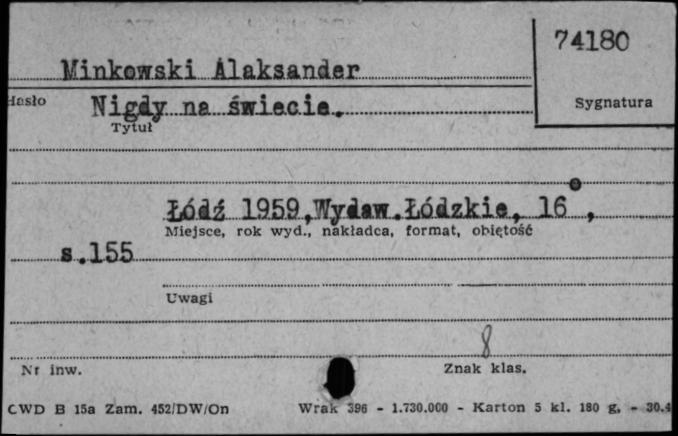 74180
Minkowski Alaksander
Hasło
Nigdy na świecie.
Sygnatura
Tytuł
Łódź 1959,Wydaw.Łódzkie, 16°,
Miejsce, rok wyd., nakładca, format, objętość
s.155
Uwagi
8
Nr inw.
Znak klas.
CWD B 15a Zam. 452/DW/On
Wrak 396 - 1.730.000 - Karton 5 kl. 180 g. - 30.4